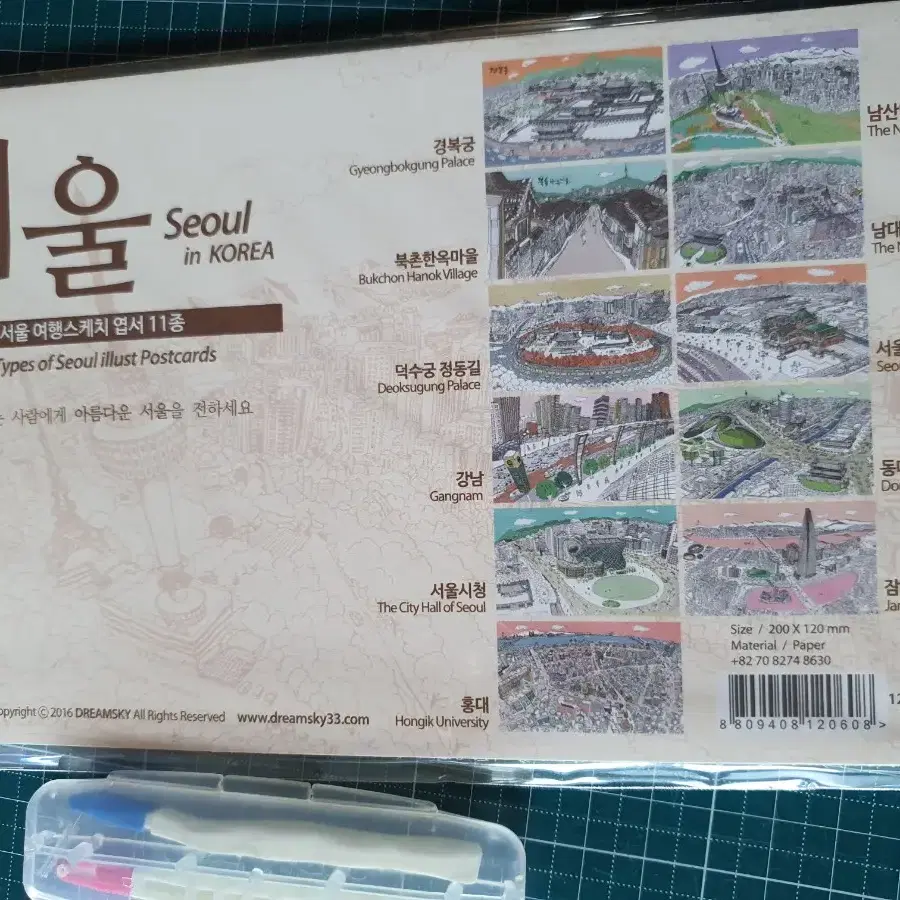 울
Seoul
in KOREA
서울 여행스케치 엽서 11종
Types of Seoul illust Postcards
사람에게 아름다운 서울을 전하세요
경복궁
Gyeongbokgung Palace
북촌한옥마을
Bukchon Hanok Village
덕수궁 정동길
Deoksugung Palace
강남
Gangnam
서울시청
The City Hall of Seoul
홍대
Hongik University
남산
The N
남대
The N
서울
Seo
동대
Do
잠
Ja
Size / 200 X 120 mm
Material / Paper
+82 70 8274 8630
8 809408 120608 >
12
opyright ⓒ 2016 DREAMSKY All Rights Reserved www.dreamsky33.com